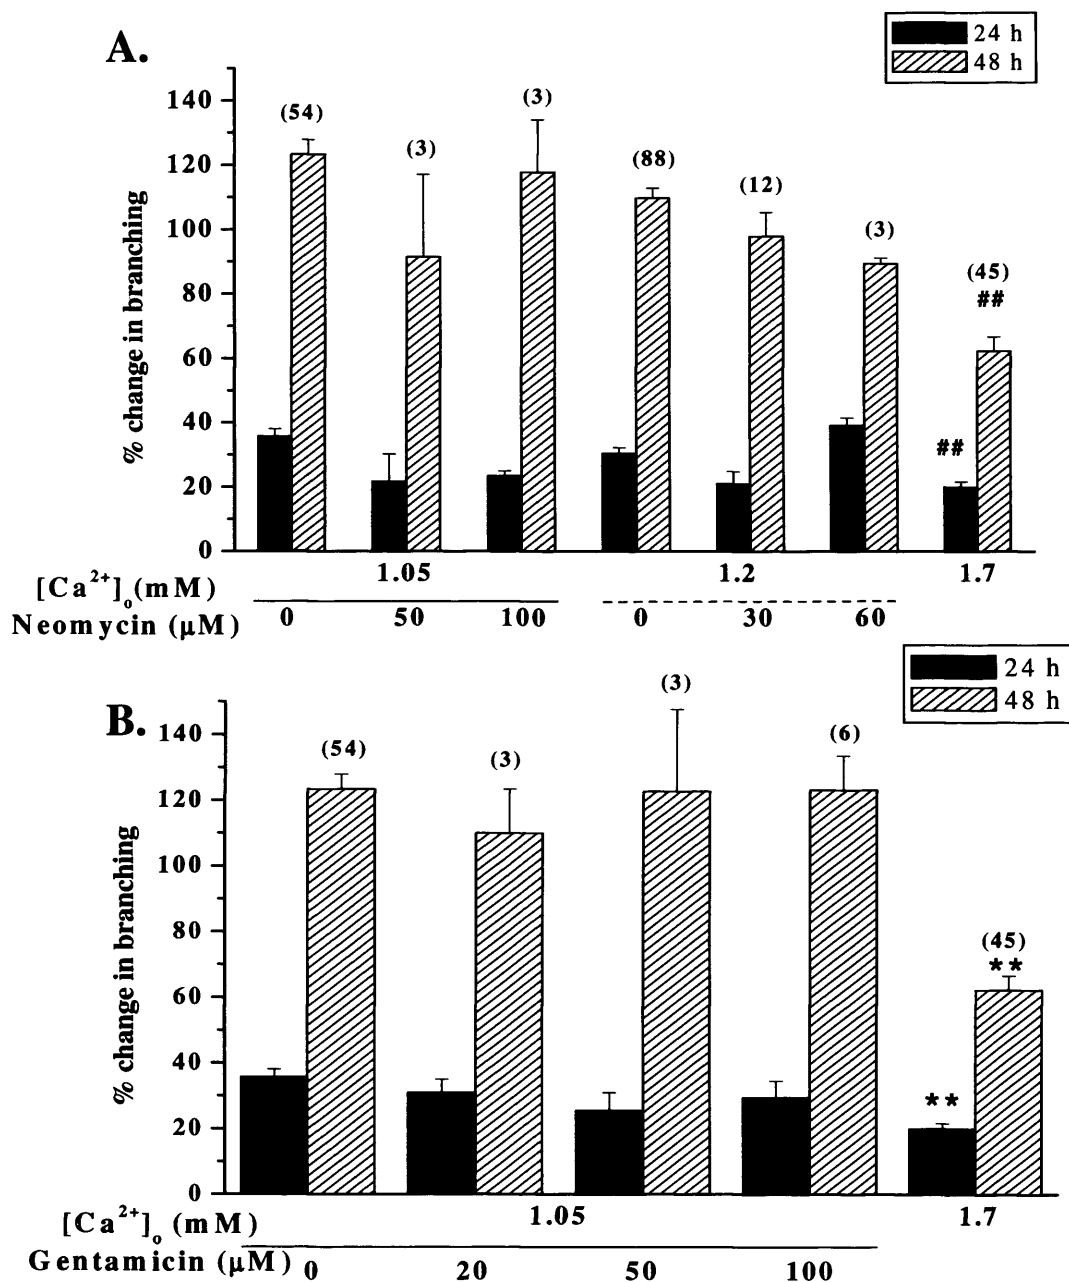 A.
24 h
48 h
% change in branching
140
120
100
80
60
40
20
0
(54)
(3)
(3)
(88)
(12)
(3)
(45)
##
##
[Ca²⁺]ₒ(mM) 1.05 1.2 1.7
Neomycin (µM) 0 50 100 0 30 60
B.
24 h
48 h
% change in branching
140
120
100
80
60
40
20
0
(54)
(3)
(3)
(6)
(45)
**
**
[Ca²⁺]ₒ (mM) 1.05 1.7
Gentamicin (µM) 0 20 50 100